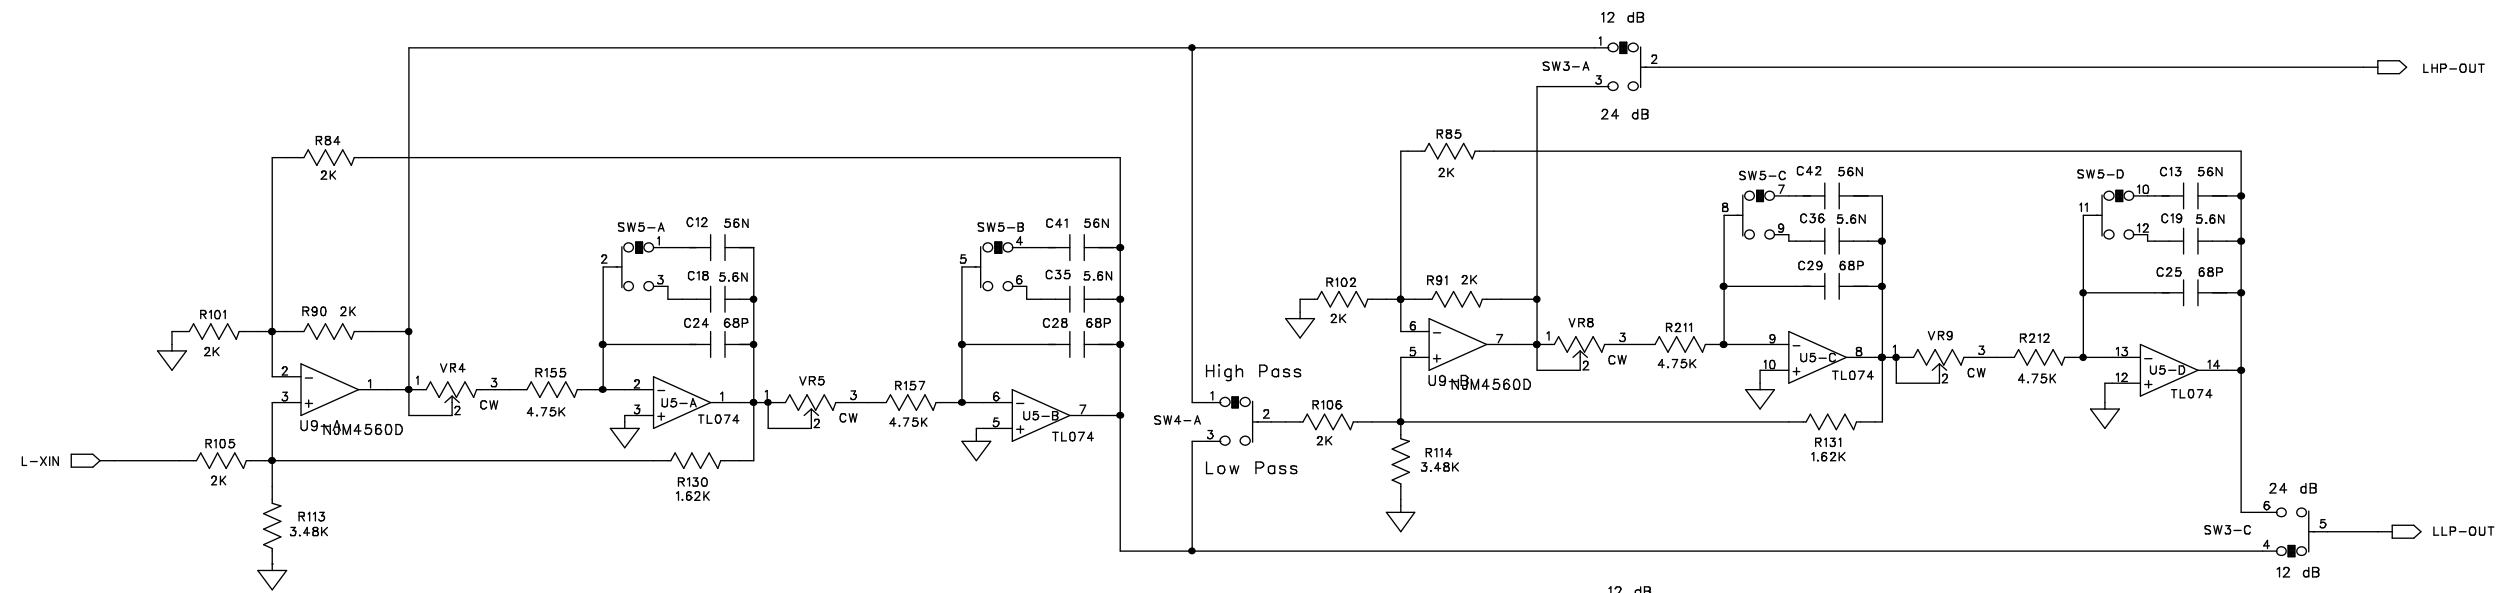 12 dB
1
SW3-A
2
3
LHP-OUT
24 dB
R84
2K
R85
2K
SW5-A
1
2
3
C12 56N
C18 5.6N
C24 68P
SW5-B
4
5
6
C41 56N
C35 5.6N
C28 68P
SW5-C
7
8
9
C42 56N
C36 5.6N
C29 68P
SW5-D
10
11
12
C13 56N
C19 5.6N
C25 68P
R101
2K
R90 2K
2
3
1
U9-A
NJM4560D
VR4
1
3
CW
2
R155
4.75K
2
3
U5-A
1
TL074
VR5
1
3
CW
2
R157
4.75K
6
5
U5-B
7
TL074
L-XIN
R105
2K
R113
3.48K
R130
1.62K
High Pass
1
SW4-A
2
3
Low Pass
R102
2K
R91 2K
6
5
7
U9-B
NJM4560D
R106
2K
R114
3.48K
VR8
1
3
CW
2
R211
4.75K
9
10
U5-C
8
TL074
R131
1.62K
VR9
1
3
CW
2
R212
4.75K
13
12
U5-D
14
TL074
24 dB
6
SW3-C
5
4
LLP-OUT
12 dB
12 dB